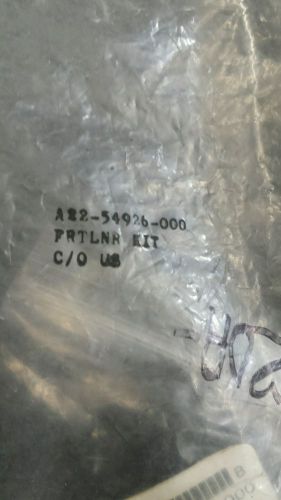 A22-54926-000
FRTLNR KIT
C/O US